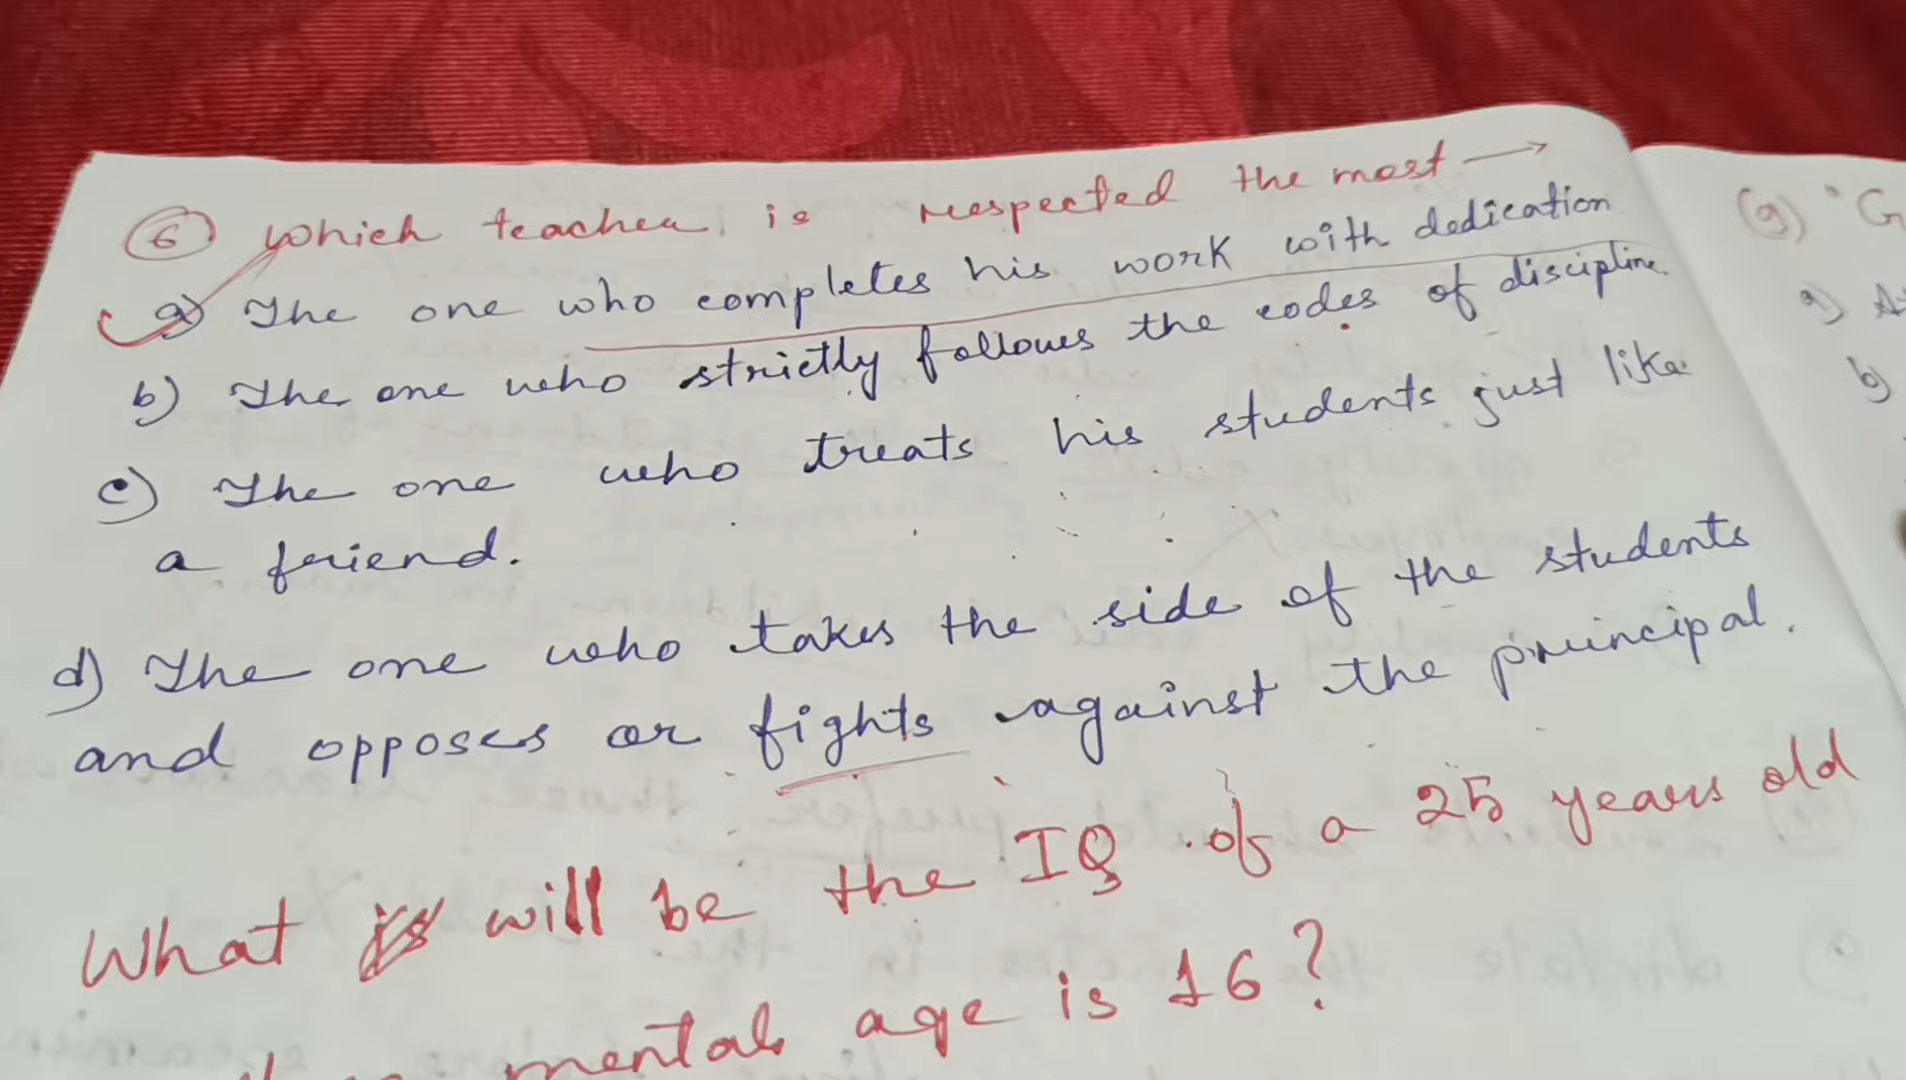 6 which teacher is respected the most →
a) The one who completes his work with dedication
b) The one who strictly follows the codes of discipline.
c) The one who treats his students just like
a friend.
d) The one who takes the side of the students
and opposes or fights against the principal.
What will be the IQ of a 25 years old
mental age is 16?
(g) "G
a) A
b)